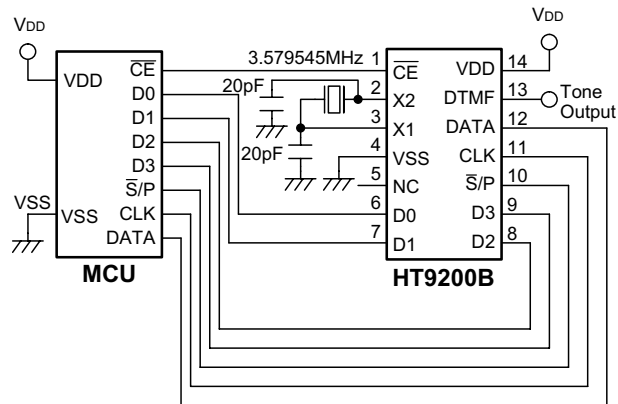 VDD
VDD
VSS
VSS
CE
D0
D1
D2
D3
S/P
CLK
DATA
MCU
3.579545MHz
20pF
20pF
1
2
3
4
5
6
7
CE
X2
X1
VSS
NC
D0
D1
VDD
DTMF
DATA
CLK
S/P
D3
D2
14
13
12
11
10
9
8
HT9200B
VDD
Tone
Output